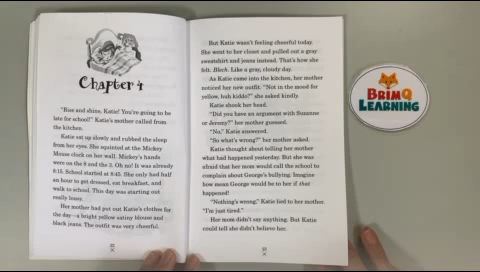 Chapter 4
"Rise and shine, Katie! You're going to
be late for school!" Katie's mother called from
the kitchen.
Katie sat up slowly and rubbed the sleep
from her eyes. She squinted at the Mickey
Mouse clock on her wall. Mickey's hands
were on the 8 and the 3. Oh no! It was already
8:15. School started at 8:45. She only had half
an hour to get dressed, eat breakfast, and
walk to school. This day was starting out
really lousy.
Her mother had put out Katie's clothes for
the day—a bright yellow satiny blouse and
black jeans. The outfit was very cheerful.
But Katie wasn't feeling cheerful today.
She went to her closet and pulled out a gray
sweatshirt and jeans instead. That's how she
felt. Blech. Like a gray, cloudy day.
As Katie came into the kitchen, her mother
noticed her new outfit. "Not in the mood for
yellow, huh kiddo?" she asked kindly.
Katie shook her head.
"Did you have an argument with Suzanne
or Jeremy?" her mother guessed.
"No," Katie answered.
"So what's wrong?" her mother asked.
Katie thought about telling her mother
what had happened yesterday. But she was
afraid that her mom would call the school to
complain about George's bullying. Imagine
how mean George would be to her if that
happened!
"Nothing's wrong," Katie lied to her mother.
"I'm just tired."
Her mom didn't say anything. But Katie
could tell she didn't believe her.
BRIMQ
LEARNING